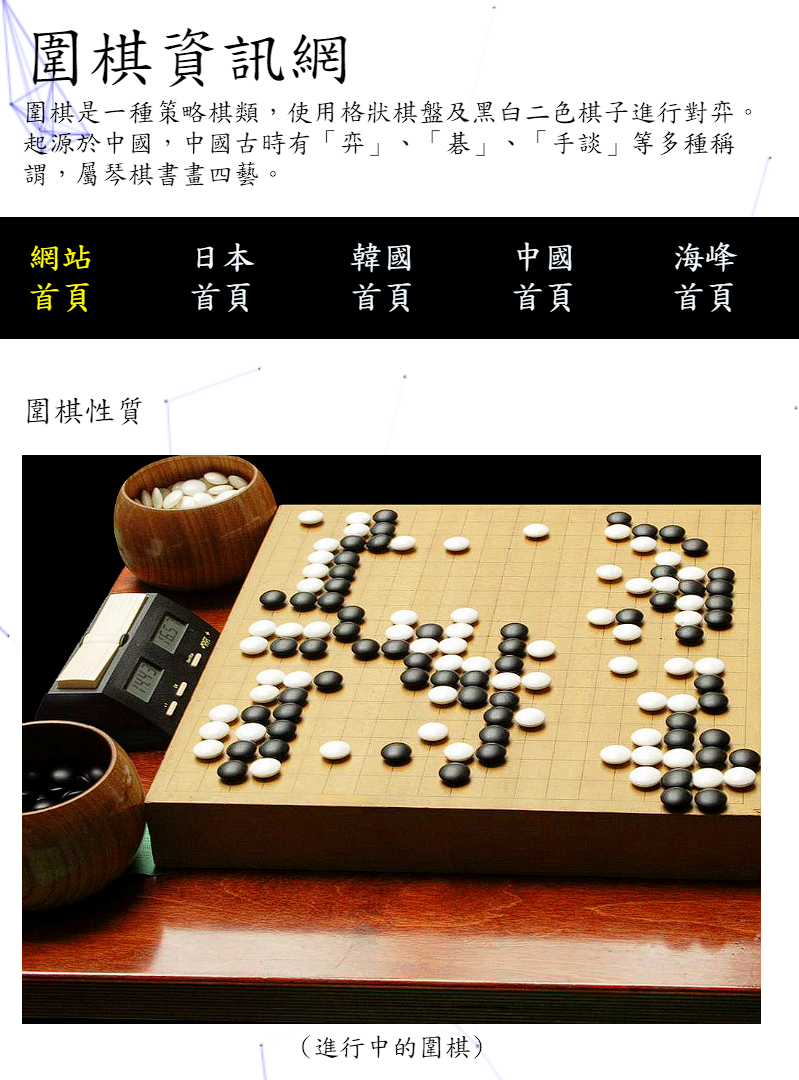 圍棋資訊網
圍棋是一種策略棋類，使用格狀棋盤及黑白二色棋子進行對弈。
起源於中國，中國古時有「弈」、「碁」、「手談」等多種稱
謂，屬琴棋書畫四藝。
網站 日本 韓國 中國 海峰
首頁 首頁 首頁 首頁 首頁
圍棋性質
（進行中的圍棋）